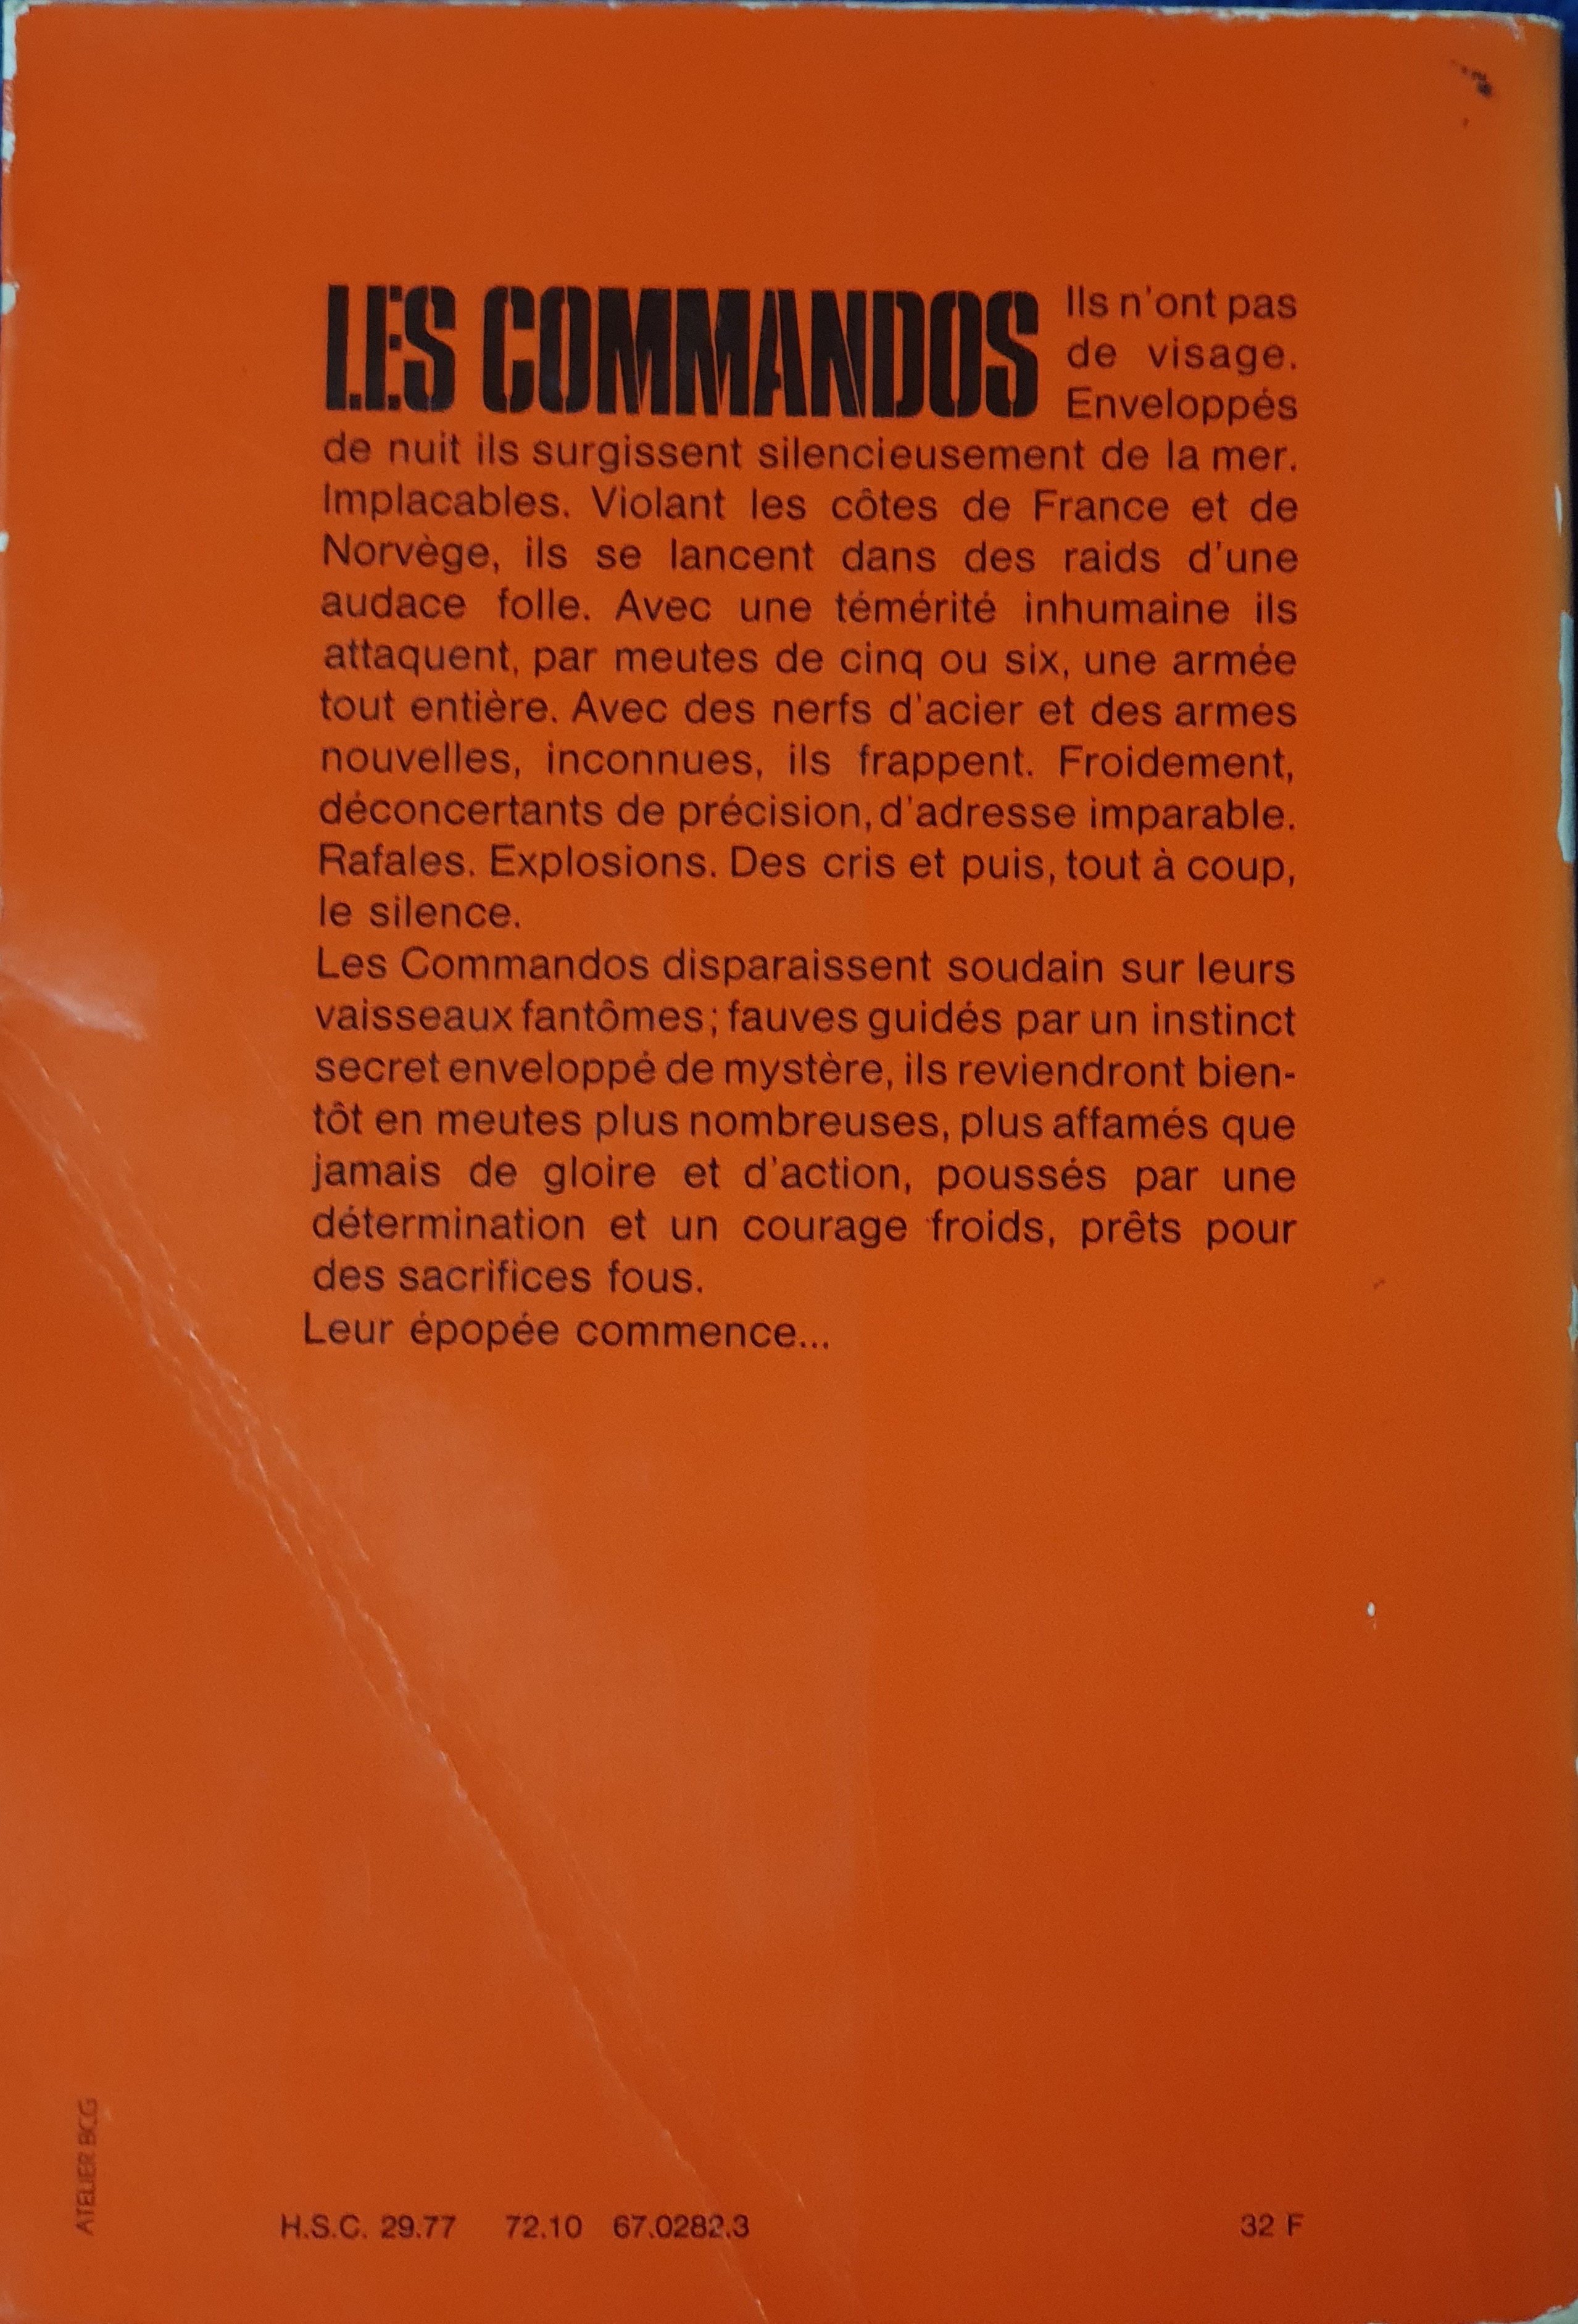 LES COMMANDOS
Ils n'ont pas
de visage.
Enveloppés
de nuit ils surgissent silencieusement de la mer.
Implacables. Violant les côtes de France et de
Norvège, ils se lancent dans des raids d'une
audace folle. Avec une témérité inhumaine ils
attaquent, par meutes de cinq ou six, une armée
tout entière. Avec des nerfs d'acier et des armes
nouvelles, inconnues, ils frappent. Froidement,
déconcertants de précision, d'adresse imparable.
Rafales. Explosions. Des cris et puis, tout à coup,
le silence.
Les Commandos disparaissent soudain sur leurs
vaisseaux fantômes; fauves guidés par un instinct
secret enveloppé de mystère, ils reviendront bien-
tôt en meutes plus nombreuses, plus affamés que
jamais de gloire et d'action, poussés par une
détermination et un courage froids, prêts pour
des sacrifices fous.
Leur épopée commence...
ATELIER BCG
H.S.C. 29.77 72.10 67.0282.3
32 F